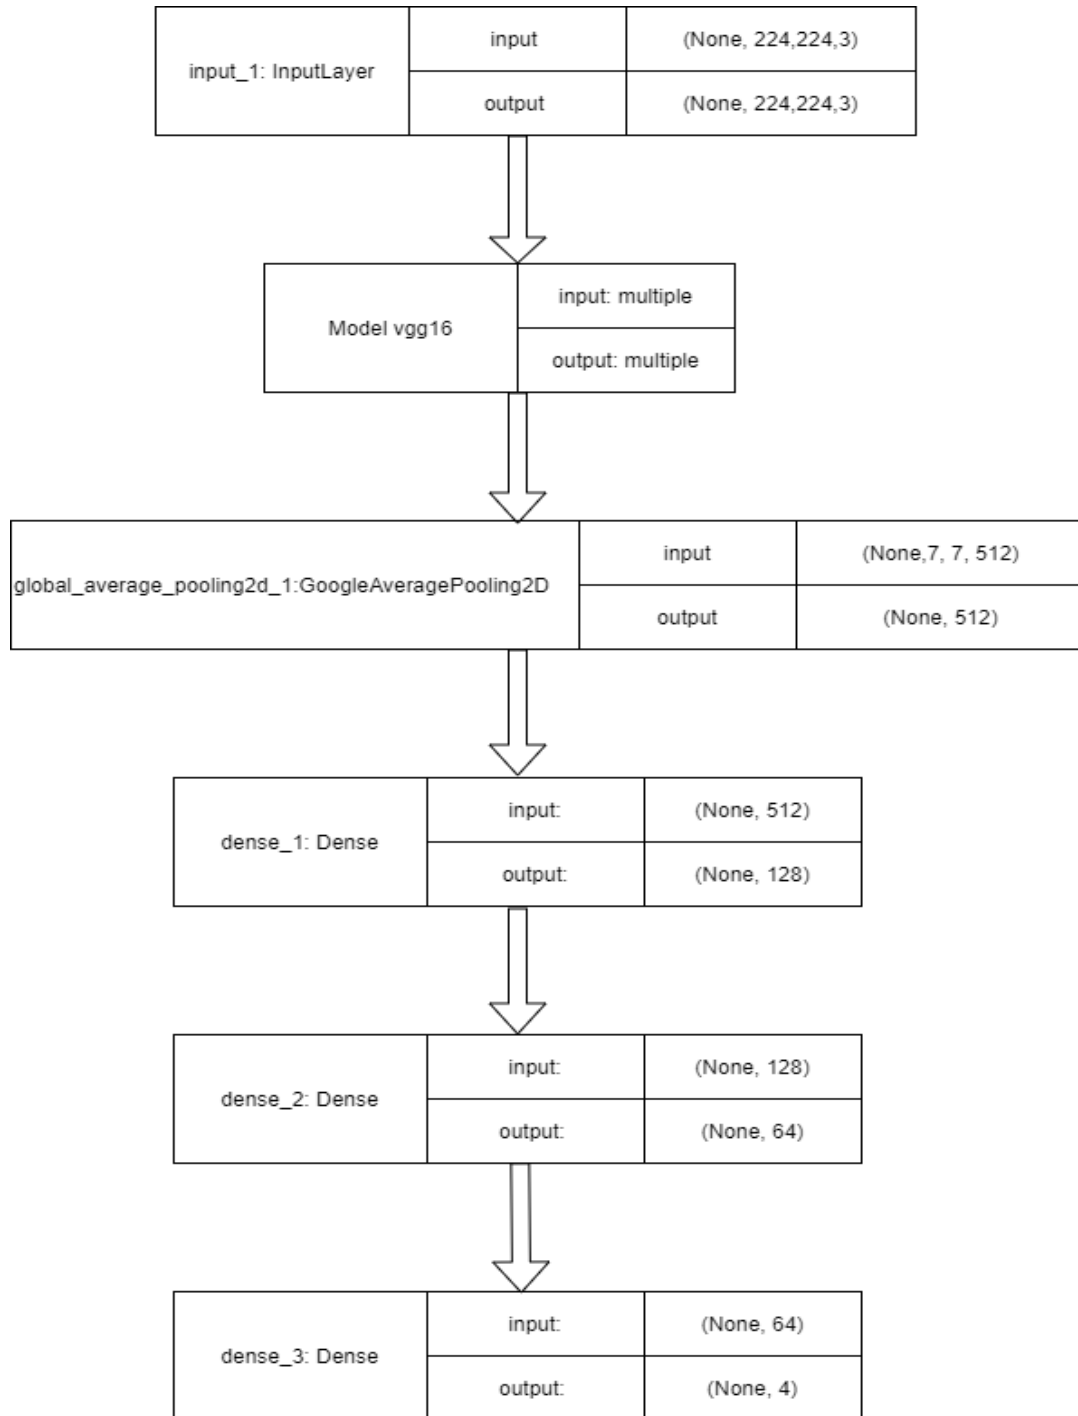 input_1: InputLayer
input
(None, 224,224,3)
output
(None, 224,224,3)
Model vgg16
input: multiple
output: multiple
global_average_pooling2d_1:GoogleAveragePooling2D
input
(None,7, 7, 512)
output
(None, 512)
dense_1: Dense
input:
(None, 512)
output:
(None, 128)
dense_2: Dense
input:
(None, 128)
output:
(None, 64)
dense_3: Dense
input:
(None, 64)
output:
(None, 4)